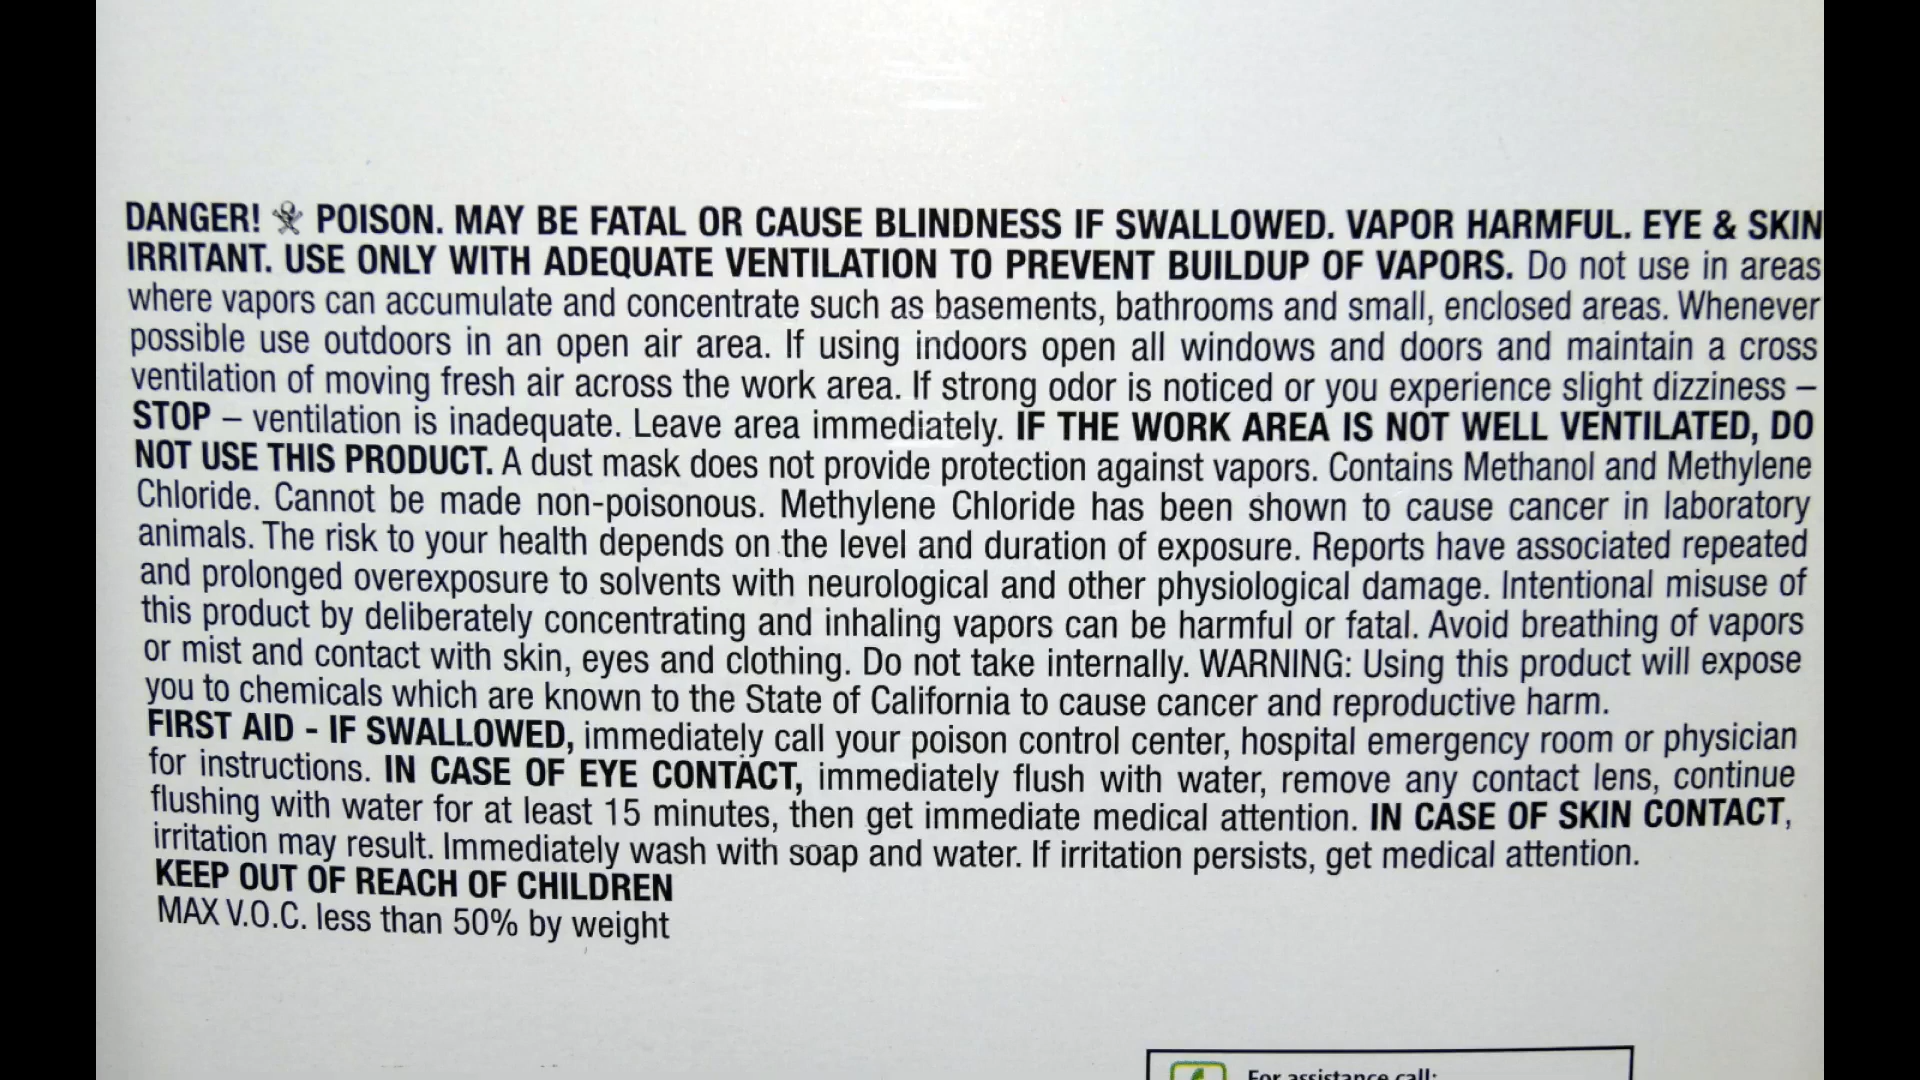 DANGER! POISON. MAY BE FATAL OR CAUSE BLINDNESS IF SWALLOWED. VAPOR HARMFUL. EYE & SKIN
IRRITANT. USE ONLY WITH ADEQUATE VENTILATION TO PREVENT BUILDUP OF VAPORS. Do not use in areas
where vapors can accumulate and concentrate such as basements, bathrooms and small, enclosed areas. Whenever
possible use outdoors in an open air area. If using indoors open all windows and doors and maintain a cross
ventilation of moving fresh air across the work area. If strong odor is noticed or you experience slight dizziness –
STOP – ventilation is inadequate. Leave area immediately. IF THE WORK AREA IS NOT WELL VENTILATED, DO
NOT USE THIS PRODUCT. A dust mask does not provide protection against vapors. Contains Methanol and Methylene
Chloride. Cannot be made non-poisonous. Methylene Chloride has been shown to cause cancer in laboratory
animals. The risk to your health depends on the level and duration of exposure. Reports have associated repeated
and prolonged overexposure to solvents with neurological and other physiological damage. Intentional misuse of
this product by deliberately concentrating and inhaling vapors can be harmful or fatal. Avoid breathing of vapors
or mist and contact with skin, eyes and clothing. Do not take internally. WARNING: Using this product will expose
you to chemicals which are known to the State of California to cause cancer and reproductive harm.
FIRST AID - IF SWALLOWED, immediately call your poison control center, hospital emergency room or physician
for instructions. IN CASE OF EYE CONTACT, immediately flush with water, remove any contact lens, continue
flushing with water for at least 15 minutes, then get immediate medical attention. IN CASE OF SKIN CONTACT,
irritation may result. Immediately wash with soap and water. If irritation persists, get medical attention.
KEEP OUT OF REACH OF CHILDREN
MAX V.O.C. less than 50% by weight
For assistance call: